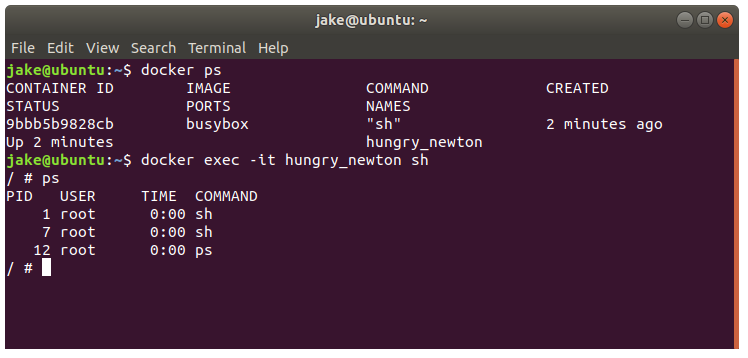 jake@ubuntu: ~
File Edit View Search Terminal Help
jake@ubuntu:~$ docker ps
CONTAINER ID        IMAGE               COMMAND             CREATED
STATUS              PORTS               NAMES
9bbb5b9828cb        busybox             "sh"                2 minutes ago
Up 2 minutes                            hungry_newton
jake@ubuntu:~$ docker exec -it hungry_newton sh
/ # ps
PID   USER     TIME  COMMAND
    1 root      0:00 sh
    7 root      0:00 sh
   12 root      0:00 ps
/ #